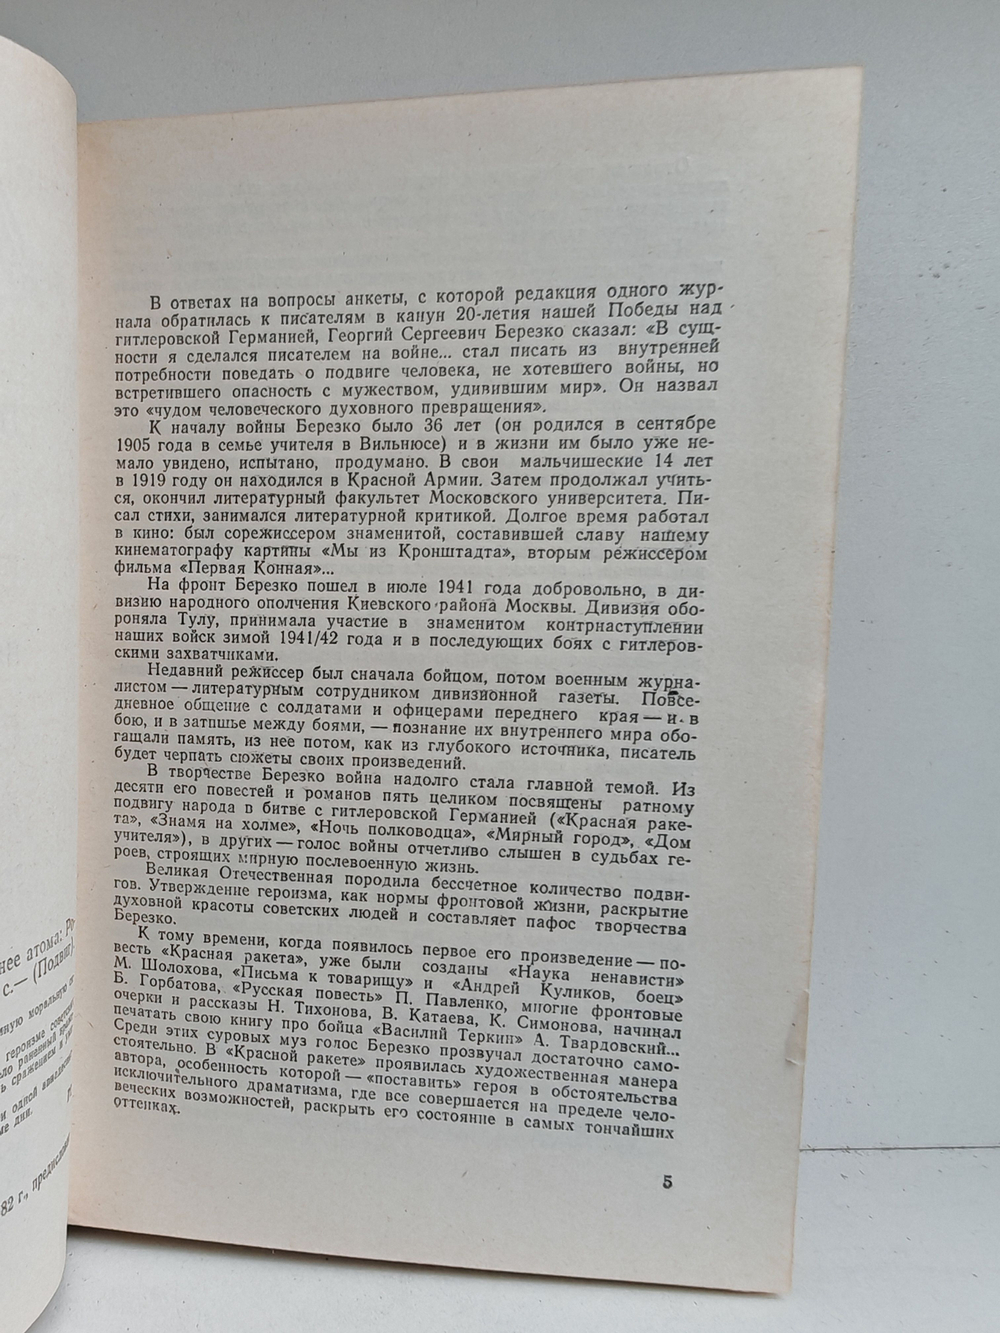 нее атома: Ро
с.— (Подвиг).
героизме
82 г., предислов
В ответах на вопросы анкеты, с которой редакция одного жур-
нала обратилась к писателям в канун 20-летия нашей Победы над
гитлеровской Германией, Георгий Сергеевич Березко сказал: «В сущ-
ности я сделался писателем на войне... стал писать из внутренней
потребности поведать о подвиге человека, не хотевшего войны, но
встретившего опасность с мужеством, удивившим мир». Он назвал
это «чудом человеческого духовного превращения».
К началу войны Березко было 36 лет (он родился в сентябре
1905 года в семье учителя в Вильнюсе) и в жизни им было уже не-
мало увидено, испытано, продумано. В свои мальчишеские 14 лет
в 1919 году он находился в Красной Армии. Затем продолжал учить-
ся, окончил литературный факультет Московского университета. Пи-
сал стихи, занимался литературной критикой. Долгое время работал
в кино: был сорежиссером знаменитой, составившей славу нашему
кинематографу картины «Мы из Кронштадта», вторым режиссером
фильма «Первая Конная»...
На фронт Березко пошел в июле 1941 года добровольно, в ди-
визию народного ополчения Киевского района Москвы. Дивизия обо-
роняла Тулу, принимала участие в знаменитом контрнаступлении
наших войск зимой 1941/42 года и в последующих боях с гитлеров-
скими захватчиками.
Недавний режиссер был сначала бойцом, потом военным журна-
листом — литературным сотрудником дивизионной газеты. Повсе-
дневное общение с солдатами и офицерами переднего края — и в
бою, и в затишье между боями, — познание их внутреннего мира обо-
гащали память, из нее потом, как из глубокого источника, писатель
будет черпать сюжеты своих произведений.
В творчестве Березко война надолго стала главной темой. Из
десяти его повестей и романов пять целиком посвящены ратному
подвигу народа в битве с гитлеровской Германией («Красная раке-
та», «Знамя на холме», «Ночь полководца», «Мирный город», «Дом
учителя»), в других — голос войны отчетливо слышен в судьбах ге-
роев, строящих мирную послевоенную жизнь.
Великая Отечественная породила бессчетное количество подви-
гов. Утверждение героизма, как нормы фронтовой жизни, раскрытие
духовной красоты советских людей и составляет пафос творчества
Березко.
К тому времени, когда появилось первое его произведение — по-
весть «Красная ракета», уже были созданы «Наука ненависти»
М. Шолохова, «Письма к товарищу» и «Андрей Куликов, боец»
Б. Горбатова, «Русская повесть» П. Павленко, многие фронтовые
очерки и рассказы Н. Тихонова, В. Катаева, К. Симонова, начинал
печатать свою книгу про бойца «Василий Теркин» А. Твардовский...
Среди этих суровых муз голос Березко прозвучал достаточно само-
стоятельно. В «Красной ракете» проявилась художественная манера
автора, особенность которой — «поставить» героя в обстоятельства
исключительного драматизма, где все совершается на пределе чело-
веческих возможностей, раскрыть его состояние в самых тончайших
оттенках.
5